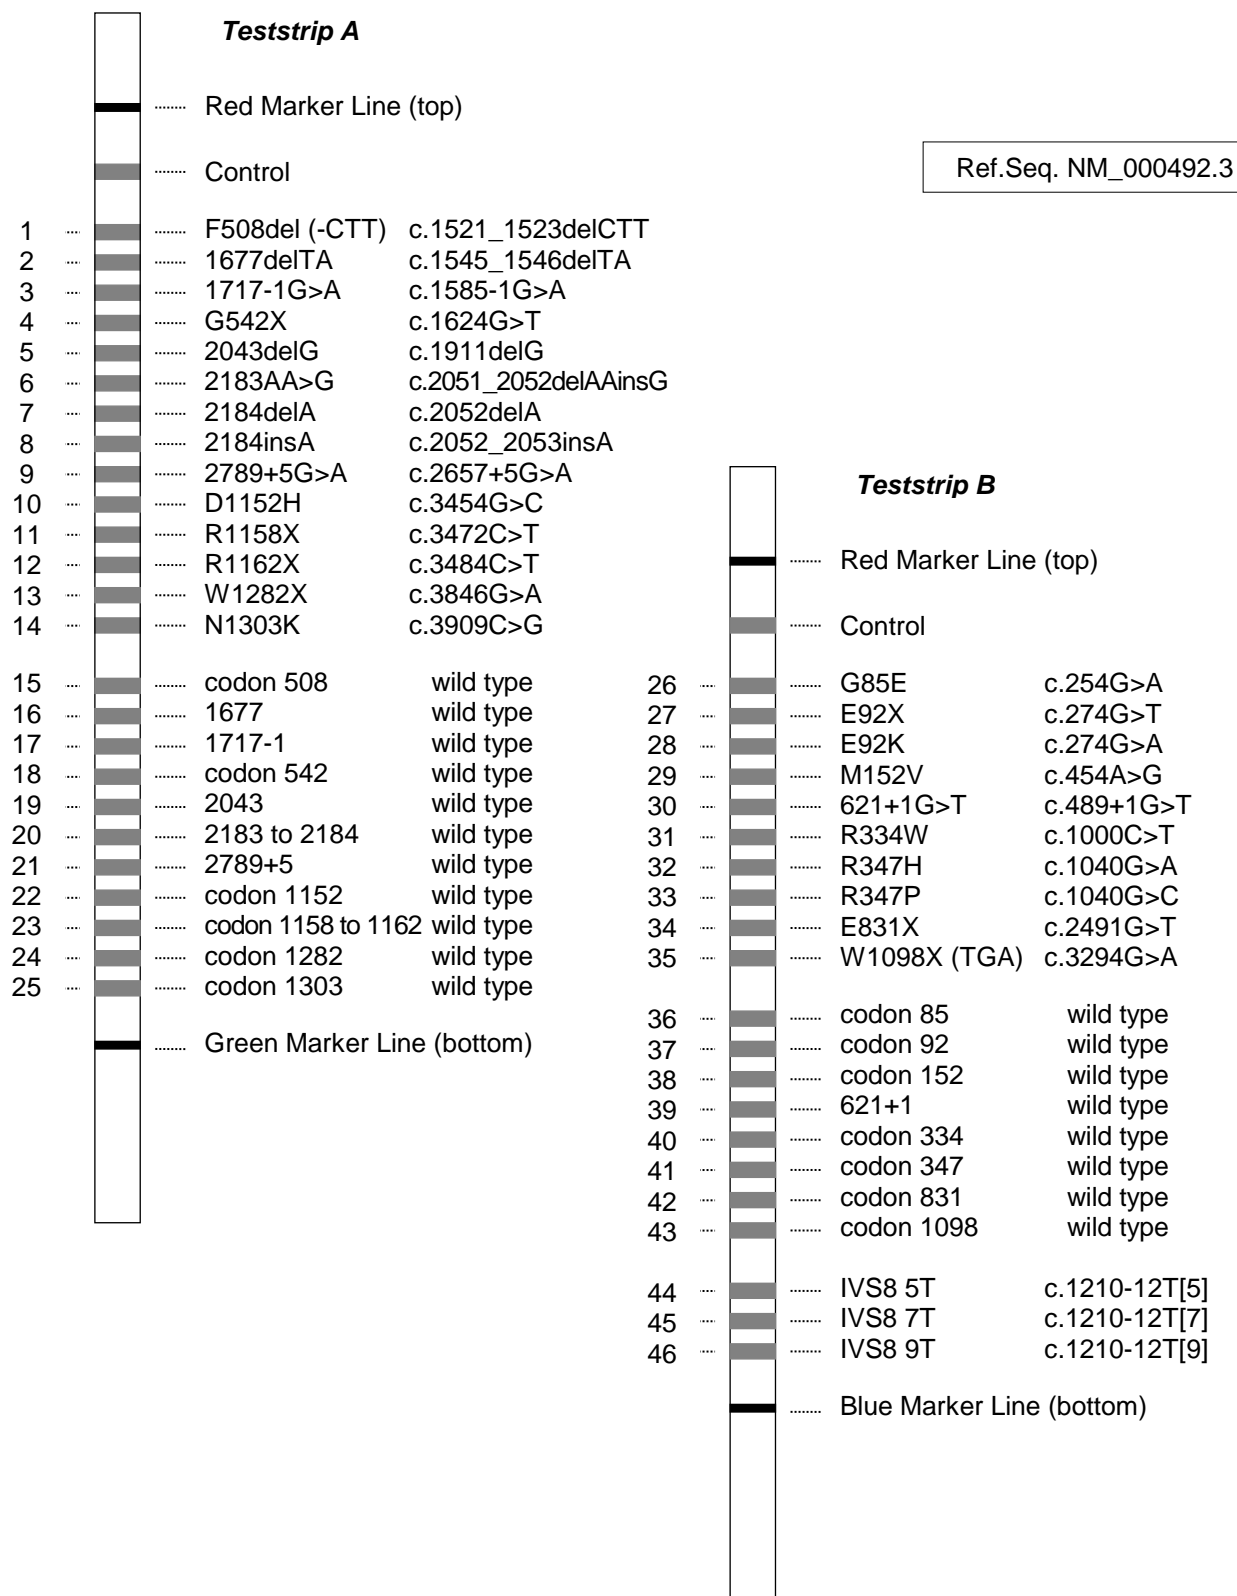 Teststrip A
Red Marker Line (top)
Control
Ref.Seq. NM_000492.3
1 F508del (-CTT) c.1521_1523delCTT
2 1677delTA c.1545_1546delTA
3 1717-1G>A c.1585-1G>A
4 G542X c.1624G>T
5 2043delG c.1911delG
6 2183AA>G c.2051_2052delAAinsG
7 2184delA c.2052delA
8 2184insA c.2052_2053insA
9 2789+5G>A c.2657+5G>A
10 D1152H c.3454G>C
11 R1158X c.3472C>T
12 R1162X c.3484C>T
13 W1282X c.3846G>A
14 N1303K c.3909C>G
15 codon 508 wild type
16 1677 wild type
17 1717-1 wild type
18 codon 542 wild type
19 2043 wild type
20 2183 to 2184 wild type
21 2789+5 wild type
22 codon 1152 wild type
23 codon 1158 to 1162 wild type
24 codon 1282 wild type
25 codon 1303 wild type
Green Marker Line (bottom)
Teststrip B
Red Marker Line (top)
Control
26 G85E c.254G>A
27 E92X c.274G>T
28 E92K c.274G>A
29 M152V c.454A>G
30 621+1G>T c.489+1G>T
31 R334W c.1000C>T
32 R347H c.1040G>A
33 R347P c.1040G>C
34 E831X c.2491G>T
35 W1098X (TGA) c.3294G>A
36 codon 85 wild type
37 codon 92 wild type
38 codon 152 wild type
39 621+1 wild type
40 codon 334 wild type
41 codon 347 wild type
42 codon 831 wild type
43 codon 1098 wild type
44 IVS8 5T c.1210-12T[5]
45 IVS8 7T c.1210-12T[7]
46 IVS8 9T c.1210-12T[9]
Blue Marker Line (bottom)